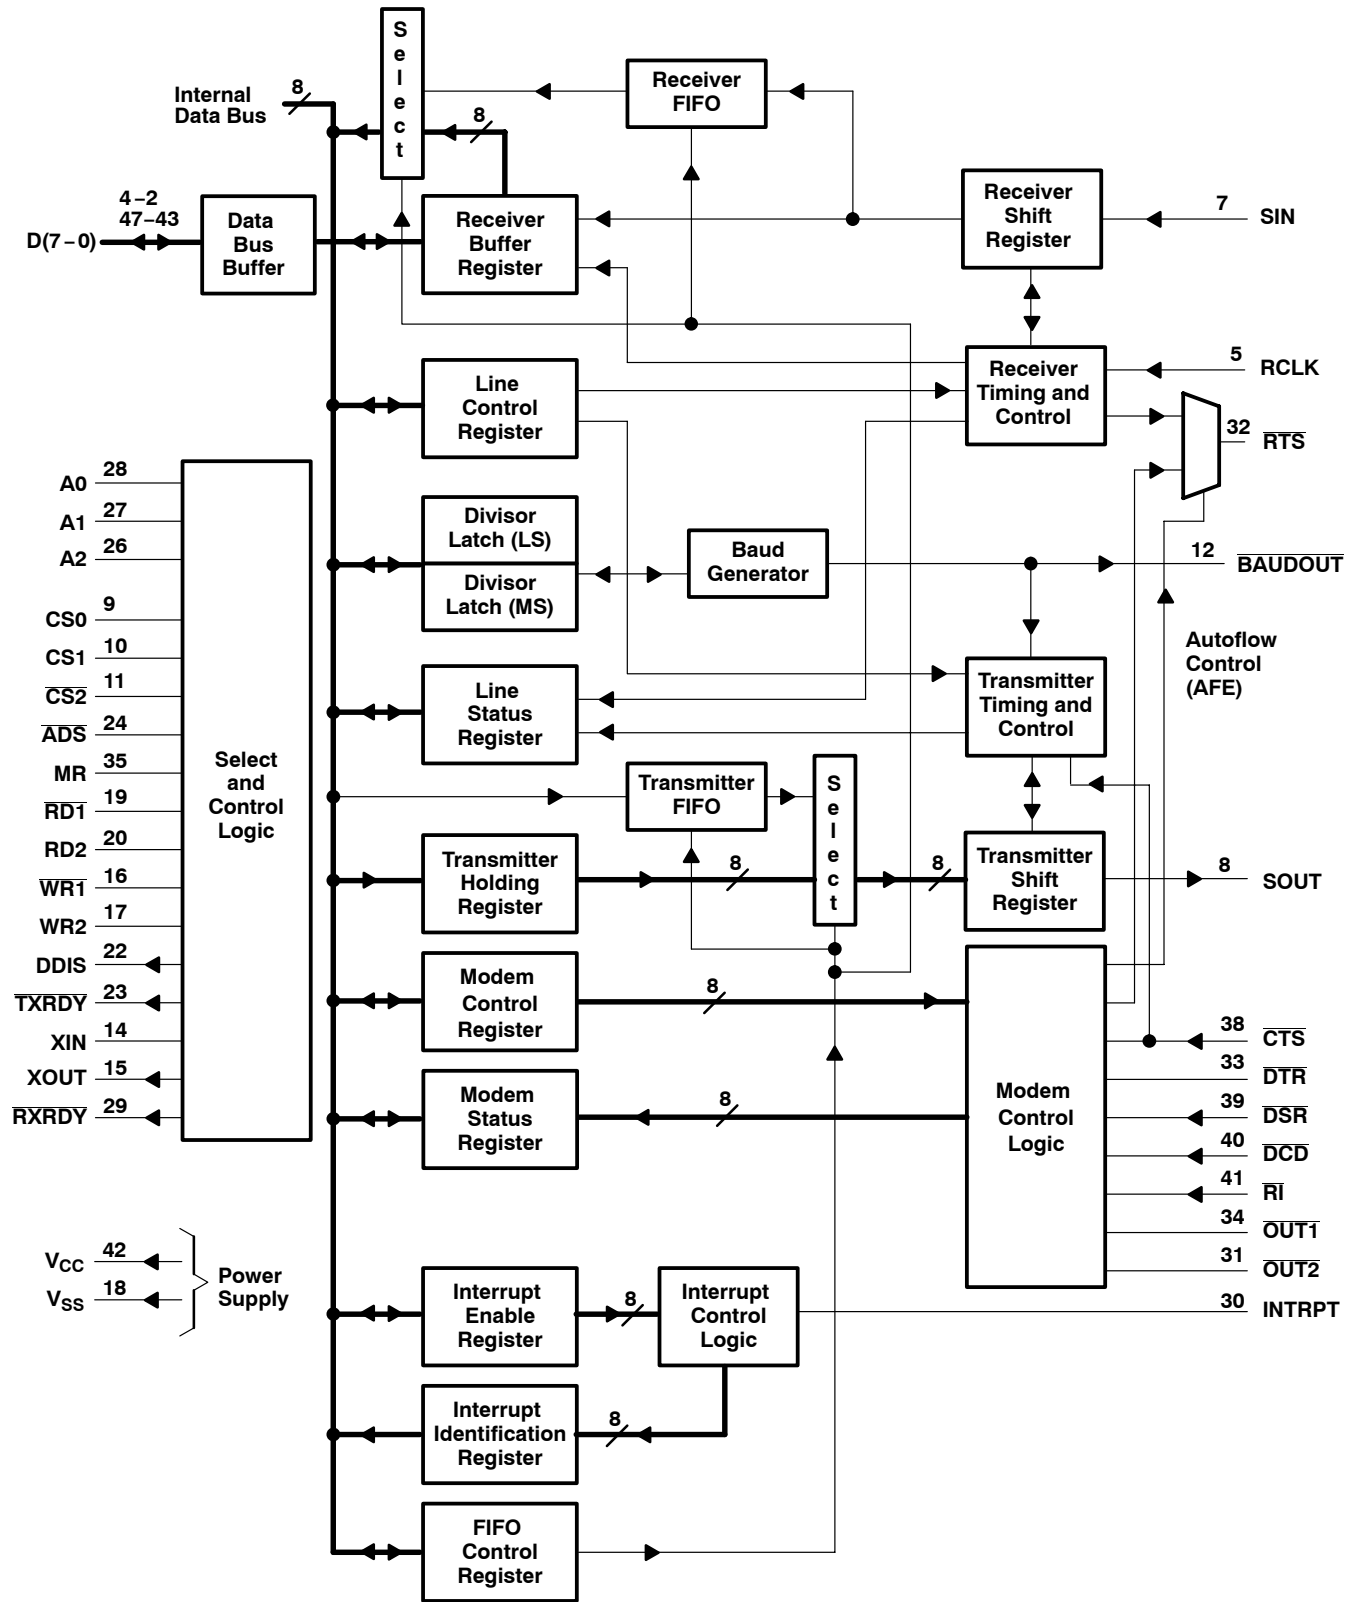 S
e
l
e
c
t
Internal
Data Bus
8
8
Receiver
FIFO
4–2
47–43
D(7–0)
Data
Bus
Buffer
Receiver
Buffer
Register
Receiver
Shift
Register
7
SIN
Line
Control
Register
Receiver
Timing and
Control
5
RCLK
32
RTS
A0
28
A1
27
A2
26
CS0
9
CS1
10
CS2
11
ADS
24
MR
35
RD1
19
RD2
20
WR1
16
WR2
17
DDIS
22
TXRDY
23
XIN
14
XOUT
15
RXRDY
29
Select
and
Control
Logic
Divisor
Latch (LS)
Divisor
Latch (MS)
Baud
Generator
12
BAUDOUT
Autoflow
Control
(AFE)
Line
Status
Register
Transmitter
Timing and
Control
Transmitter
FIFO
S
e
l
e
c
t
Transmitter
Holding
Register
8
8
Transmitter
Shift
Register
8
SOUT
Modem
Control
Register
8
Modem
Status
Register
8
Modem
Control
Logic
38
CTS
33
DTR
39
DSR
40
DCD
41
RI
34
OUT1
31
OUT2
30
INTRPT
VCC
42
VSS
18
Power
Supply
Interrupt
Enable
Register
8
Interrupt
Control
Logic
Interrupt
Identification
Register
8
FIFO
Control
Register